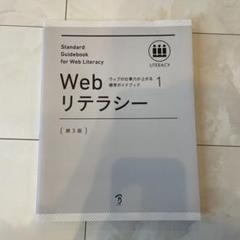 Standard
Guidebook
for Web Literacy
LITERACY
Web
ウェブの仕事力が上がる
標準ガイドブック
1
リテラシー
[第3版]